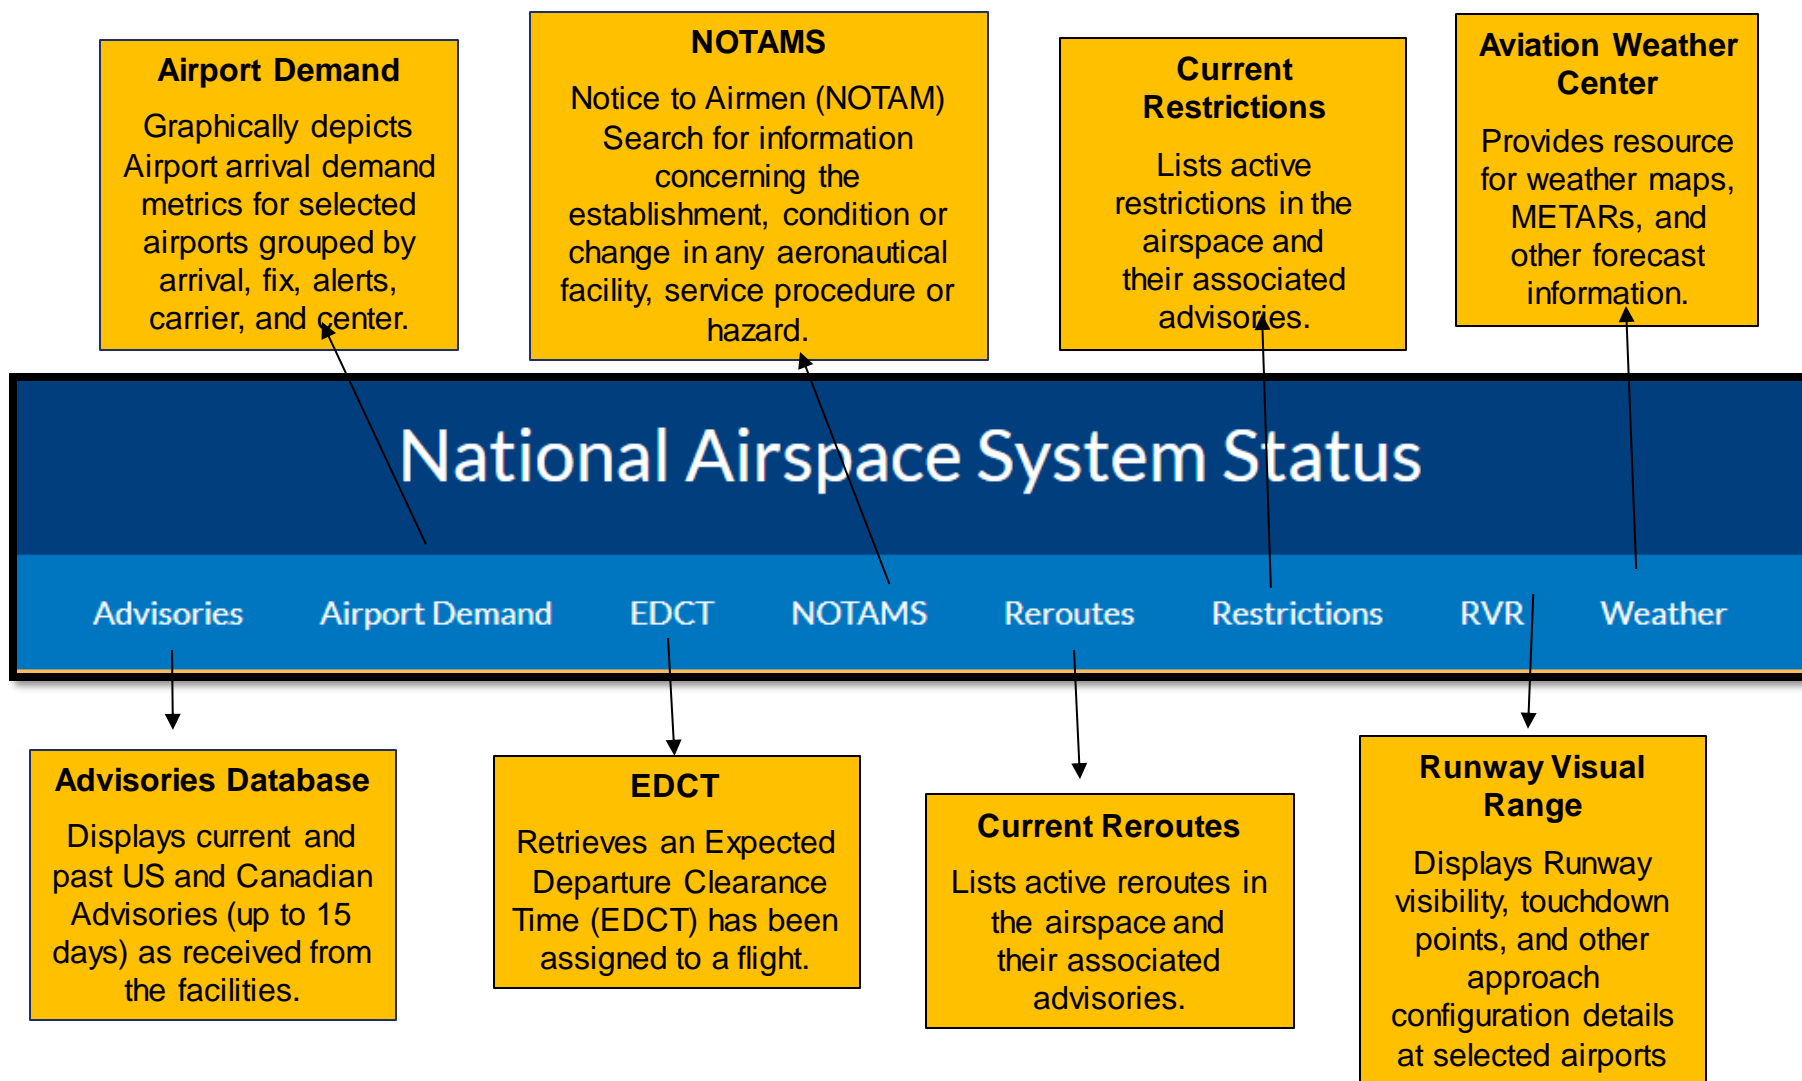 Airport Demand
Graphically depicts
Airport arrival demand
metrics for selected
airports grouped by
arrival, fix, alerts,
carrier, and center.
NOTAMS
Notice to Airmen (NOTAM)
Search for information
concerning the
establishment, condition or
change in any aeronautical
facility, service procedure or
hazard.
Current
Restrictions
Lists active
restrictions in the
airspace and
their associated
advisories.
Aviation Weather
Center
Provides resource
for weather maps,
METARs, and
other forecast
information.
National Airspace System Status
Advisories Airport Demand EDCT NOTAMS Reroutes Restrictions RVR Weather
Advisories Database
Displays current and
past US and Canadian
Advisories (up to 15
days) as received from
the facilities.
EDCT
Retrieves an Expected
Departure Clearance
Time (EDCT) has been
assigned to a flight.
Current Reroutes
Lists active reroutes in
the airspace and
their associated
advisories.
Runway Visual
Range
Displays Runway
visibility, touchdown
points, and other
approach
configuration details
at selected airports